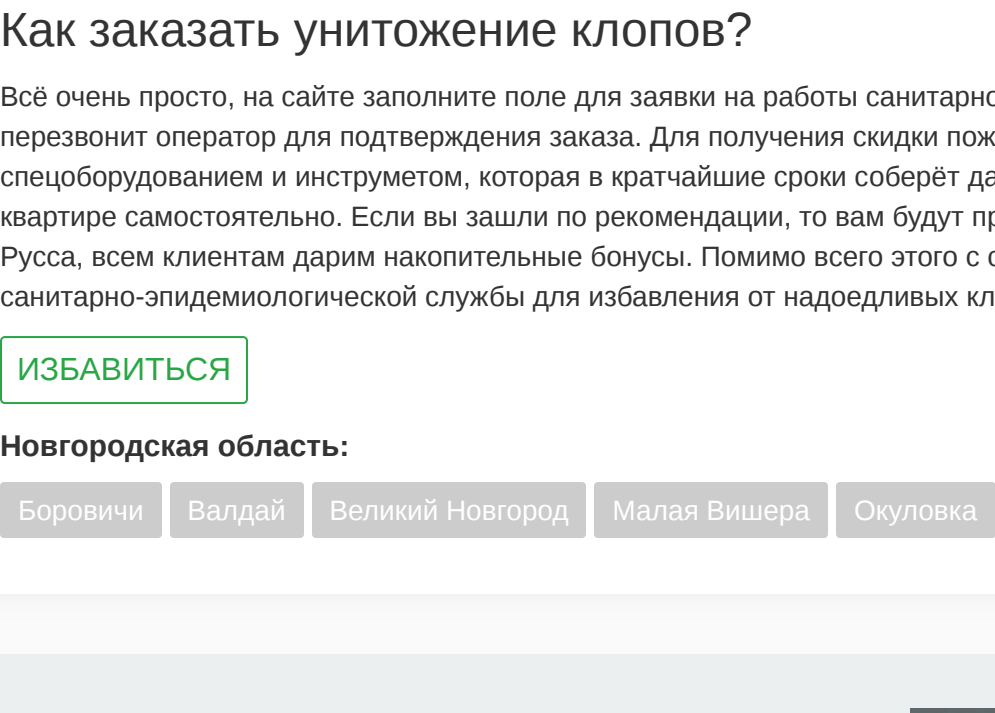 Как заказать унитожение клопов?
Всё очень просто, на сайте заполните поле для заявки на работы санитарно
перезвонит оператор для подтверждения заказа. Для получения скидки пож
спецоборудованием и инструметом, которая в кратчайшие сроки соберёт да
квартире самостоятельно. Если вы зашли по рекомендации, то вам будут пр
Русса, всем клиентам дарим накопительные бонусы. Помимо всего этого с с
санитарно-эпидемиологической службы для избавления от надоедливых кл
ИЗБАВИТЬСЯ
Новгородская область:
Боровичи Валдай Великий Новгород Малая Вишера Окуловка